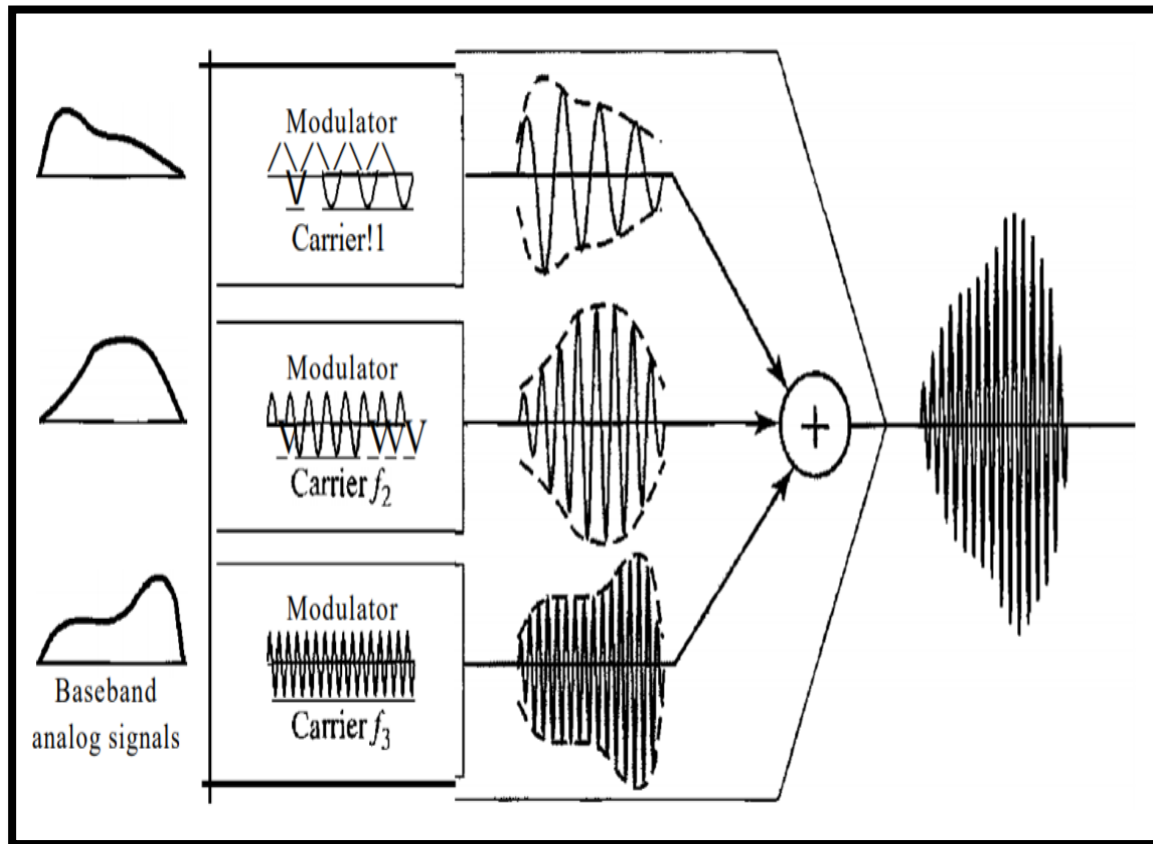 Modulator
Carrier!1
Modulator
Carrier f₂
Modulator
Carrier f₃
Baseband
analog signals
+